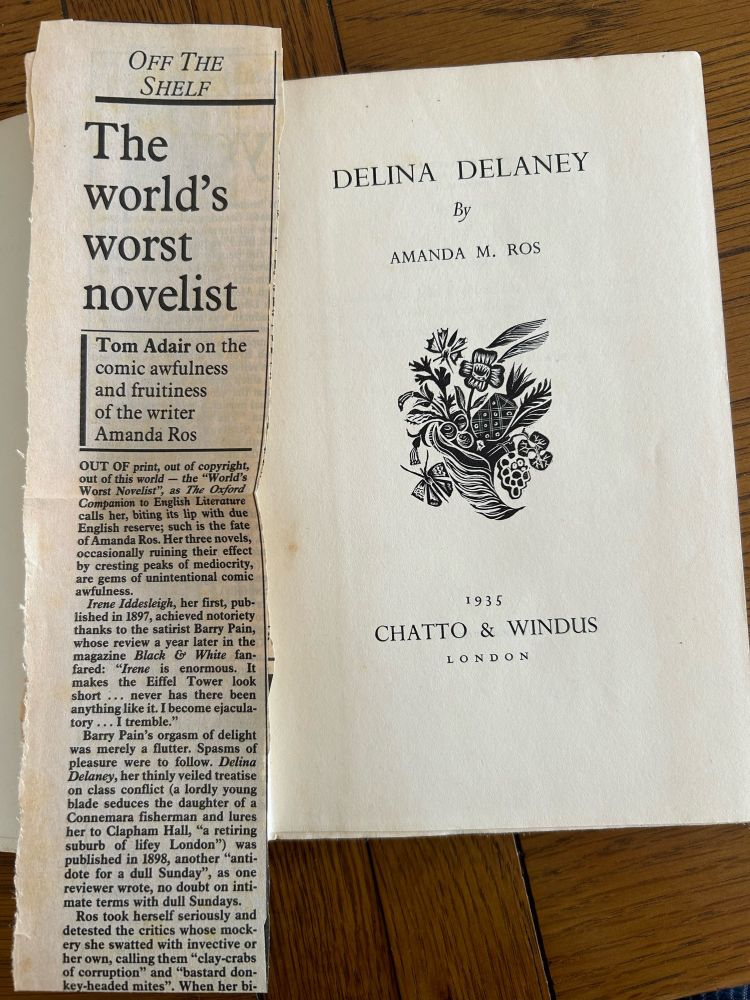 OFF THE
SHELF
The
world's
worst
novelist
Tom Adair on the
comic awfulness
and fruitiness
of the writer
Amanda Ros
OUT OF print, out of copyright,
out of this world — the "World's
Worst Novelist", as The Oxford
Companion to English Literature
calls her, biting its lip with due
English reserve; such is the fate
of Amanda Ros. Her three novels,
occasionally ruining their effect
by cresting peaks of mediocrity,
are gems of unintentional comic
awfulness.
Irene Iddesleigh, her first, pub-
lished in 1897, achieved notoriety
thanks to the satirist Barry Pain,
whose review a year later in the
magazine Black & White fan-
fared: "Irene is enormous. It
makes the Eiffel Tower look
short ... never has there been
anything like it. I become ejacula-
tory ... I tremble."
Barry Pain's orgasm of delight
was merely a flutter. Spasms of
pleasure were to follow. Delina
Delaney, her thinly veiled treatise
on class conflict (a lordly young
blade seduces the daughter of a
Connemara fisherman and lures
her to Clapham Hall, "a retiring
suburb of lifey London") was
published in 1898, another "anti-
dote for a dull Sunday", as one
reviewer wrote, no doubt on inti-
mate terms with dull Sundays.
Ros took herself seriously and
detested the critics whose mock-
ery she swatted with invective or
her own, calling them "clay-crabs
of corruption" and "bastard don-
key-headed mites". When her bi-
DELINA DELANEY
By
AMANDA M. ROS
1935
CHATTO & WINDUS
LONDON